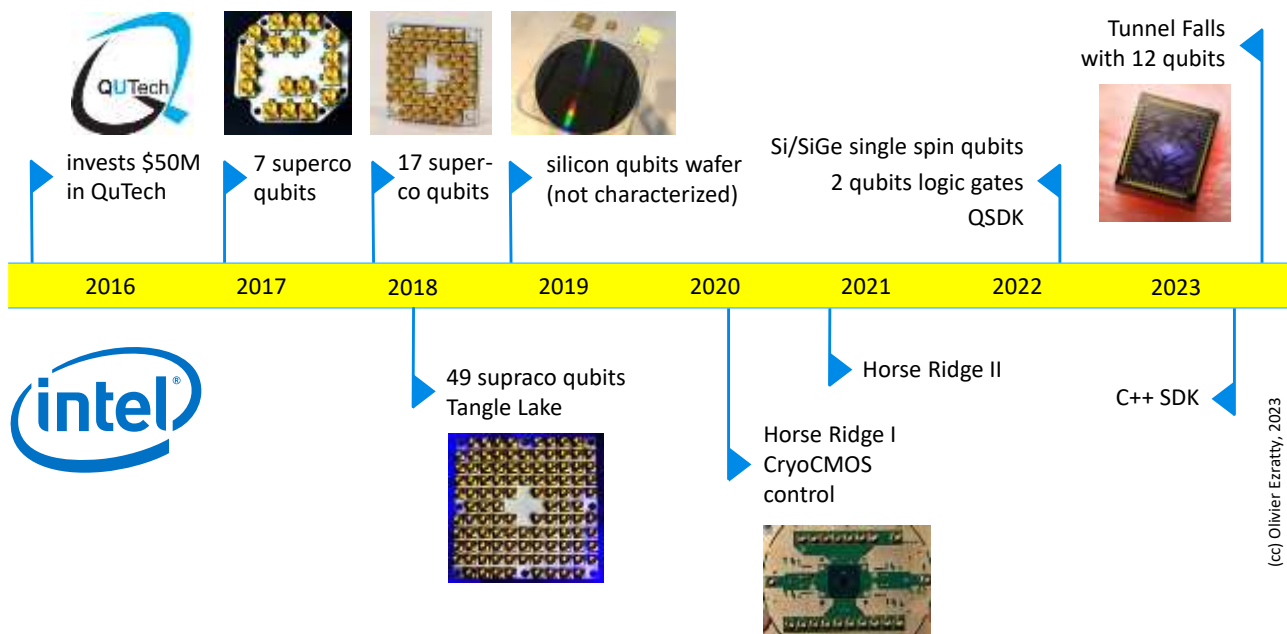 QUTech
invests $50M
in QuTech
7 superco
qubits
17 super-
co qubits
silicon qubits wafer
(not characterized)
Si/SiGe single spin qubits
2 qubits logic gates
QSDK
Tunnel Falls
with 12 qubits
2016
2017
2018
2019
2020
2021
2022
2023
intel®
49 supraco qubits
Tangle Lake
Horse Ridge I
CryoCMOS
control
Horse Ridge II
C++ SDK
(cc) Olivier Ezratty, 2023